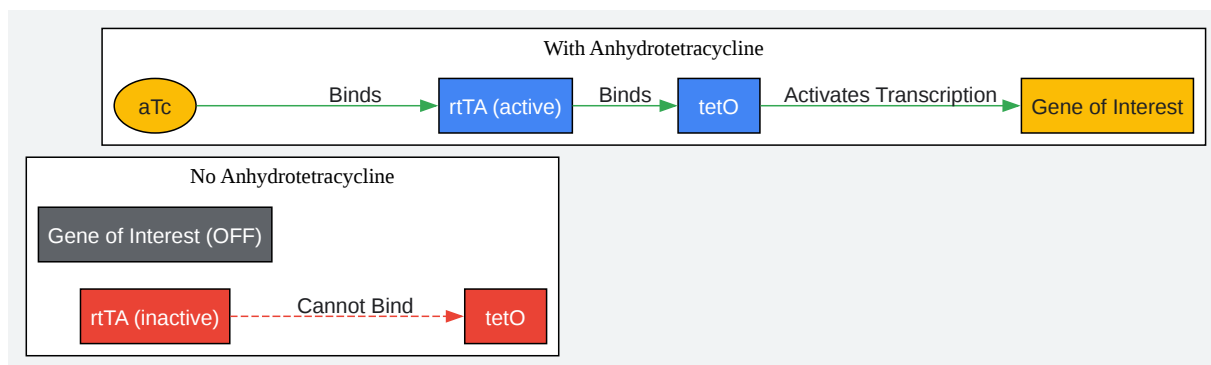 With Anhydrotetracycline
aTc
Binds
rtTA (active)
Binds
tetO
Activates Transcription
Gene of Interest
No Anhydrotetracycline
Gene of Interest (OFF)
rtTA (inactive)
Cannot Bind
tetO